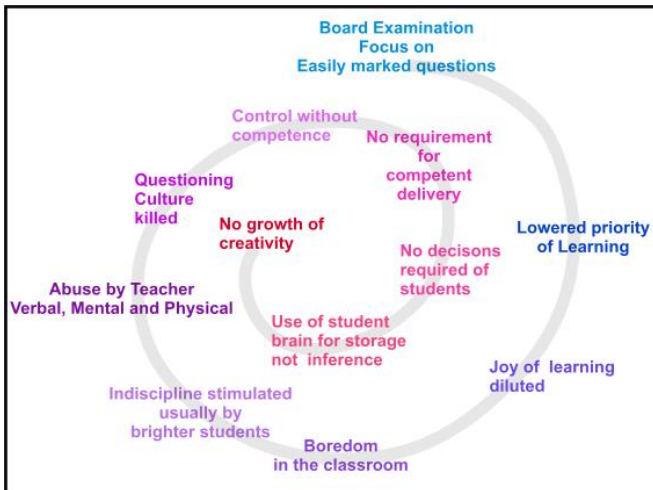 Board Examination
Focus on
Easily marked questions
Control without
competence
No requirement
for
competent
delivery
Questioning
Culture
killed
No growth of
creativity
Lowered priority
of Learning
No decisons
required of
students
Abuse by Teacher
Verbal, Mental and Physical
Use of student
brain for storage
not inference
Joy of learning
diluted
Indiscipline stimulated
usually by
brighter students
Boredom
in the classroom